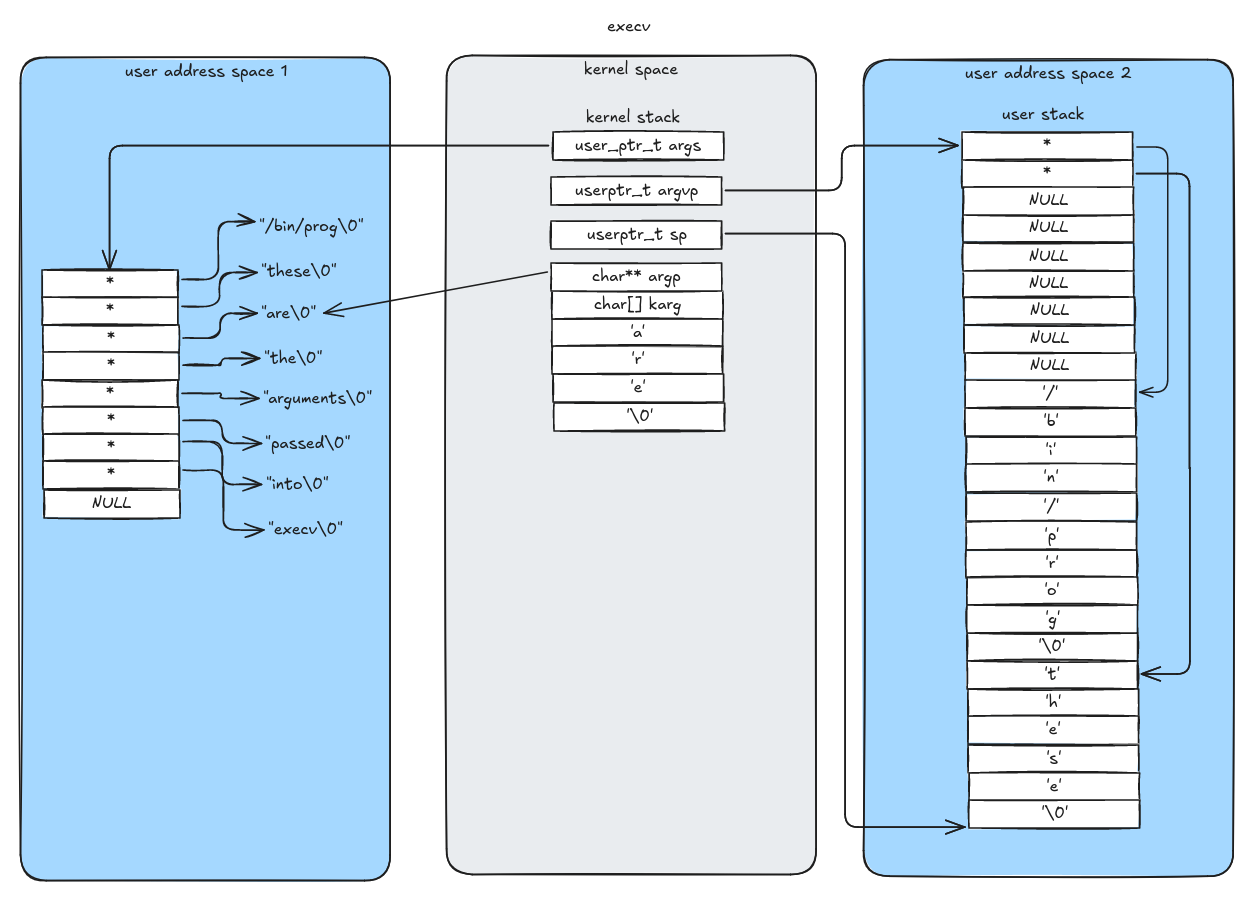 execv
user address space 1
*
*
*
*
*
*
*
*
NULL
"/bin/prog\0"
"these\0"
"are\0"
"the\0"
"arguments\0"
"passed\0"
"into\0"
"execv\0"
kernel space
kernel stack
user_ptr_t args
userptr_t argvp
userptr_t sp
char** argp
char[] karg
'a'
'r'
'e'
'\0'
user address space 2
user stack
*
*
NULL
NULL
NULL
NULL
NULL
NULL
NULL
'/'
'b'
'i'
'n'
'/'
'p'
'r'
'o'
'g'
'\0'
't'
'h'
'e'
's'
'e'
'\0'